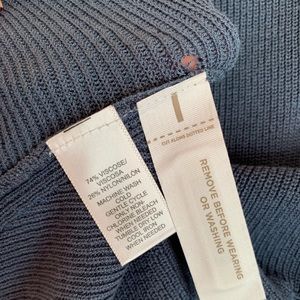 74% VISCOSE/
VISCOSA
26% NYLON/NILON
MACHINE WASH
COLD
GENTLE CYCLE
ONLY NON-
CHLORINE BLEACH
WHEN NEEDED
TUMBLE DRY LOW
COOL IRON
WHEN NEEDED
CUT ALONG DOTTED LINE
REMOVE BEFORE WEARING
OR WASHING